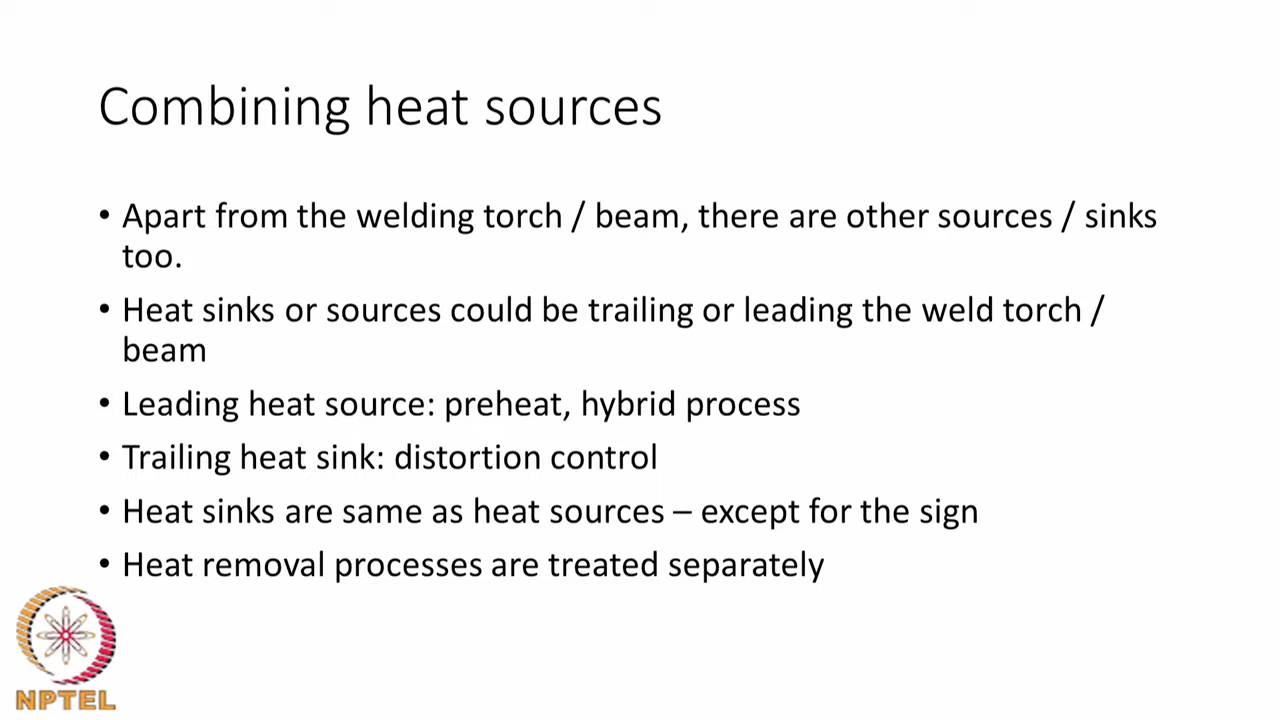 Combining heat sources
• Apart from the welding torch / beam, there are other sources / sinks
too.
• Heat sinks or sources could be trailing or leading the weld torch /
beam
• Leading heat source: preheat, hybrid process
• Trailing heat sink: distortion control
• Heat sinks are same as heat sources – except for the sign
• Heat removal processes are treated separately
NPTEL